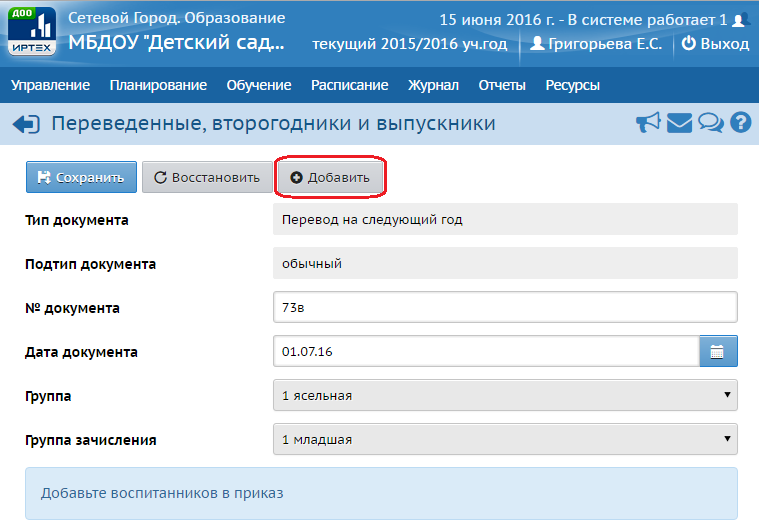 ДОО
ИРТЕХ
Сетевой Город. Образование
15 июня 2016 г. - В системе работает 1
МБДОУ "Детский сад...
текущий 2015/2016 уч.год
Григорьева Е.С.
Выход
Управление Планирование Обучение Расписание Журнал Отчеты Ресурсы
Переведенные, второгодники и выпускники
Сохранить Восстановить Добавить
Тип документа Перевод на следующий год
Подтип документа обычный
№ документа 73в
Дата документа 01.07.16
Группа 1 ясельная
Группа зачисления 1 младшая
Добавьте воспитанников в приказ